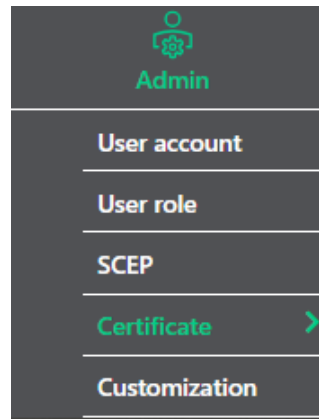 Admin
User account
User role
SCEP
Certificate
Customization